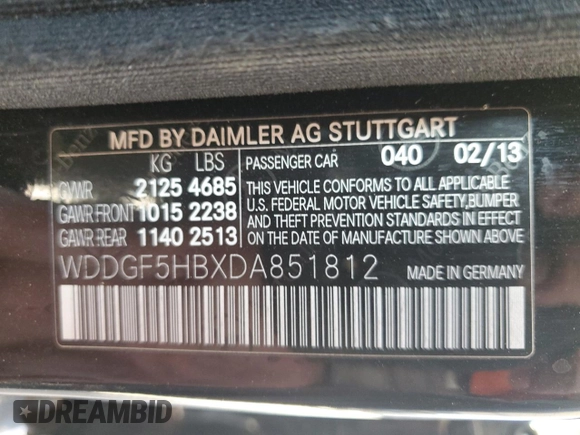 MFD BY DAIMLER AG STUTTGART
KG LBS
GVWR 2125 4685
GAWR FRONT 1015 2238
GAWR REAR 1140 2513
PASSENGER CAR 040 02/13
THIS VEHICLE CONFORMS TO ALL APPLICABLE
U.S. FEDERAL MOTOR VEHICLE SAFETY, BUMPER
AND THEFT PREVENTION STANDARDS IN EFFECT
ON THE DATE OF MANUFACTURE SHOWN ABOVE.
WDDGF5HBXDA851812
MADE IN GERMANY
DREAMBID